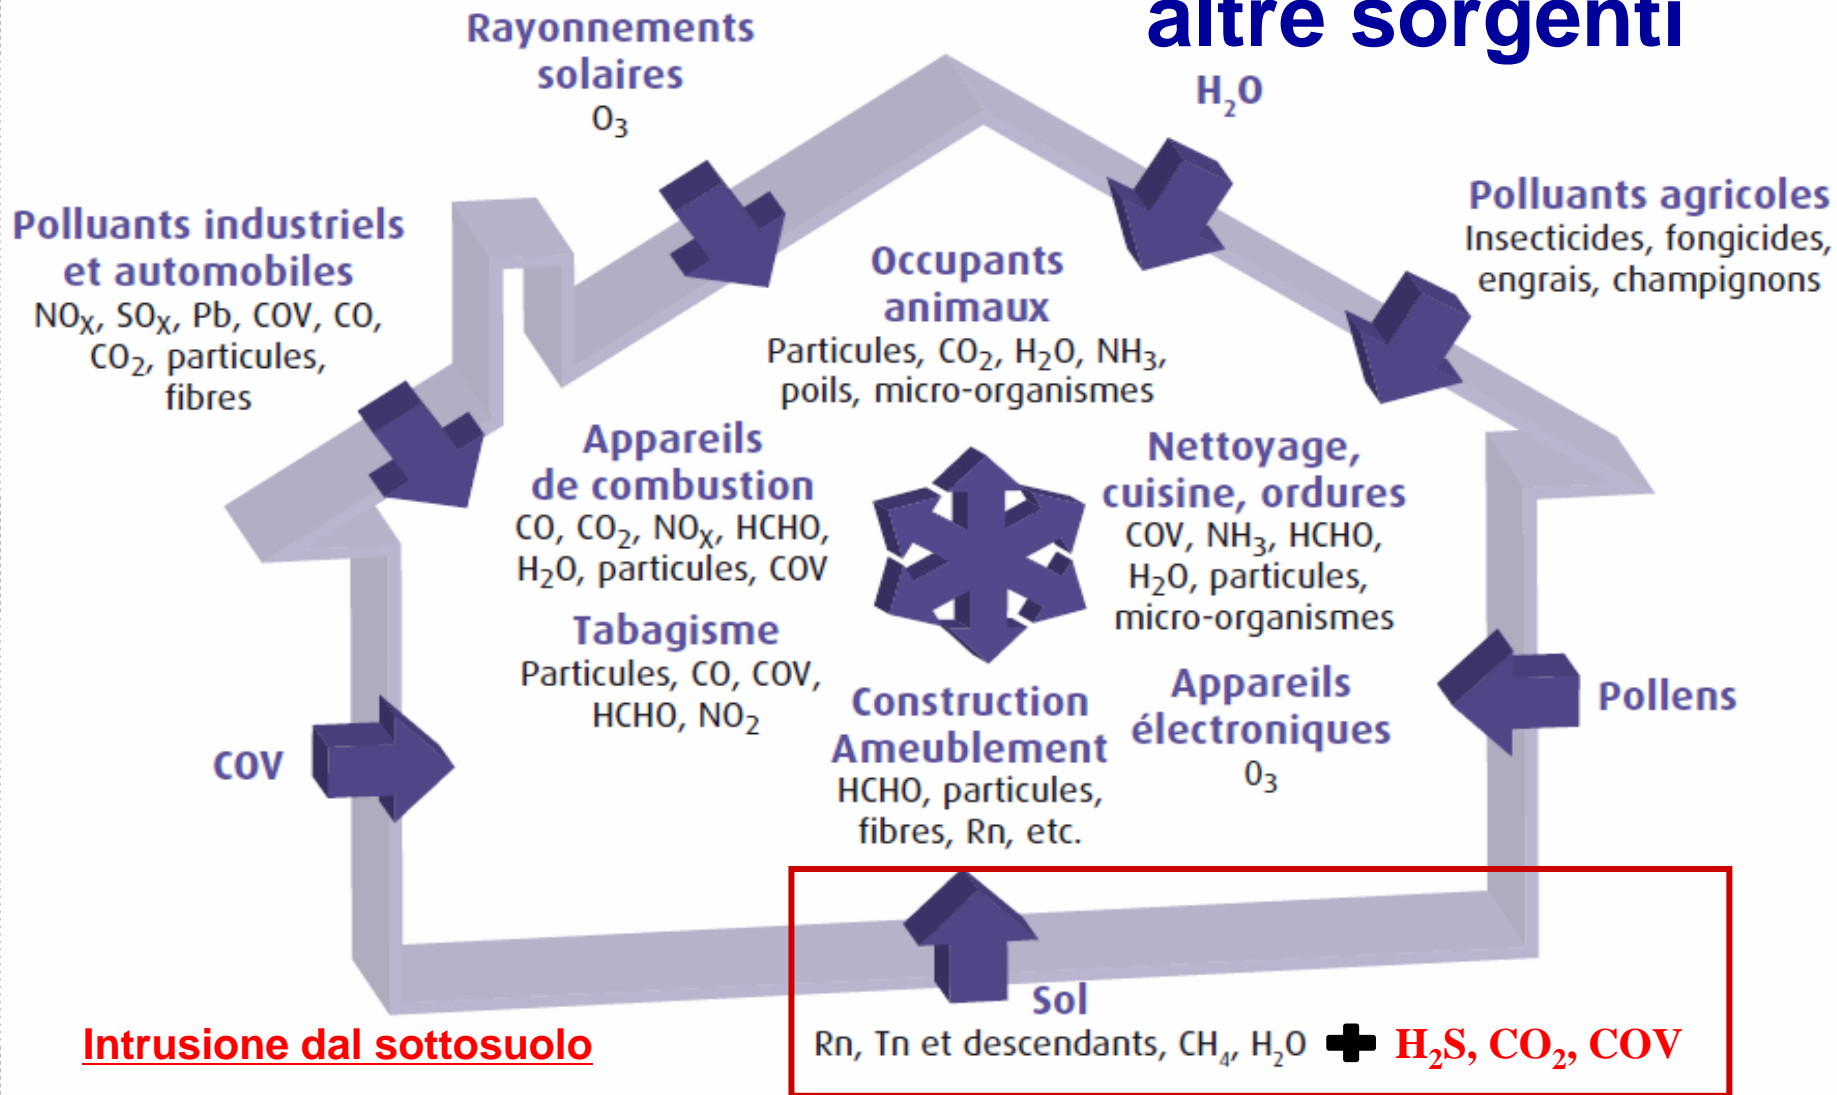 altre sorgenti
Rayonnements
solaires
O₃
H₂O
Polluants industriels
et automobiles
NOₓ, SOₓ, Pb, COV, CO,
CO₂, particules,
fibres
Polluants agricoles
Insecticides, fongicides,
engrais, champignons
Occupants
animaux
Particules, CO₂, H₂O, NH₃,
poils, micro-organismes
Appareils
de combustion
CO, CO₂, NOₓ, HCHO,
H₂O, particules, COV
Nettoyage,
cuisine, ordures
COV, NH₃, HCHO,
H₂O, particules,
micro-organismes
Tabagisme
Particules, CO, COV,
HCHO, NO₂
Construction
Ameublement
HCHO, particules,
fibres, Rn, etc.
Appareils
électroniques
O₃
Pollens
COV
Sol
Rn, Tn et descendants, CH₄, H₂O ✚ H₂S, CO₂, COV
Intrusione dal sottosuolo